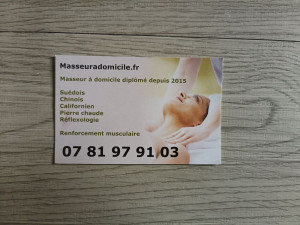 Masseuradomicile.fr
Masseur à domicile diplômé depuis 2015
Suédois
Chinois
Californien
Pierre chaude
Réflexologie
Renforcement musculaire
07 81 97 91 03